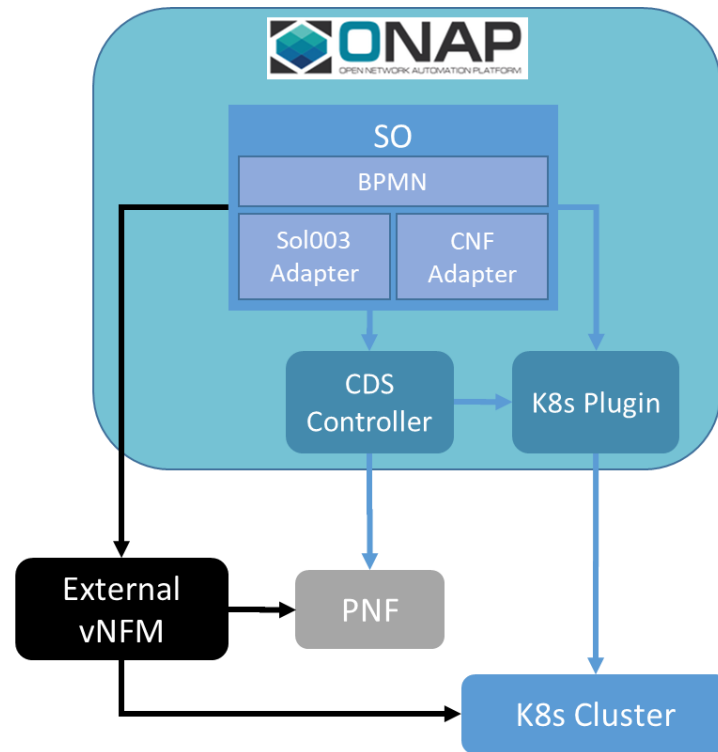 ONAP
OPEN NETWORK AUTOMATION PLATFORM
SO
BPMN
Sol003
Adapter
CNF
Adapter
CDS
Controller
K8s Plugin
External
vNFM
PNF
K8s Cluster